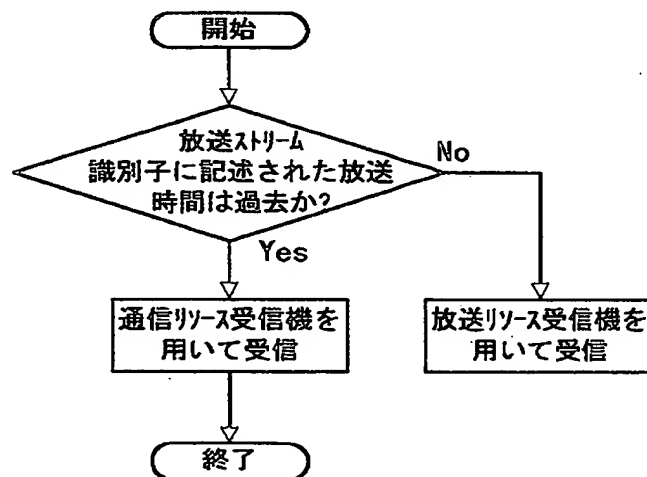 開始
放送ストリーム
識別子に記述された放送
時間は過去か?
No
Yes
通信リソース受信機を
用いて受信
放送リソース受信機を
用いて受信
終了